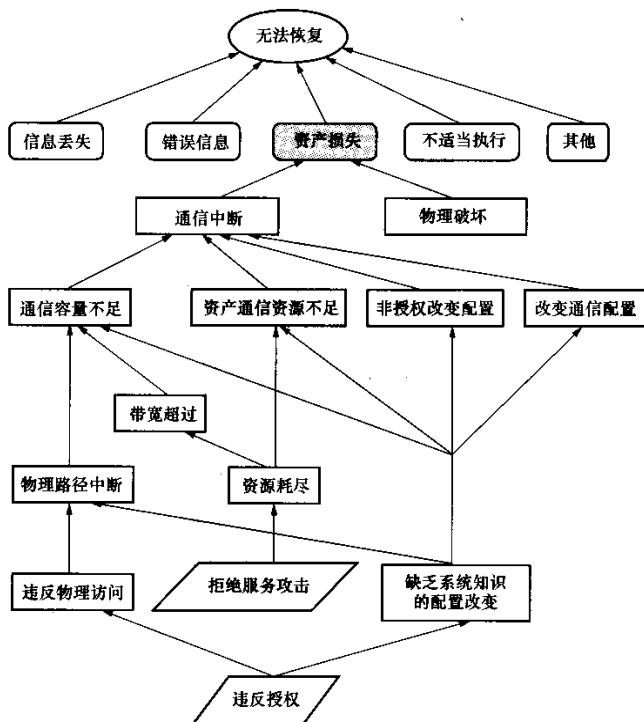 无法恢复
信息丢失
错误信息
资产损失
不适当执行
其他
通信中断
物理破坏
通信容量不足
资产通信资源不足
非授权改变配置
改变通信配置
带宽超过
物理路径中断
资源耗尽
违反物理访问
拒绝服务攻击
缺乏系统知识
的配置改变
违反授权